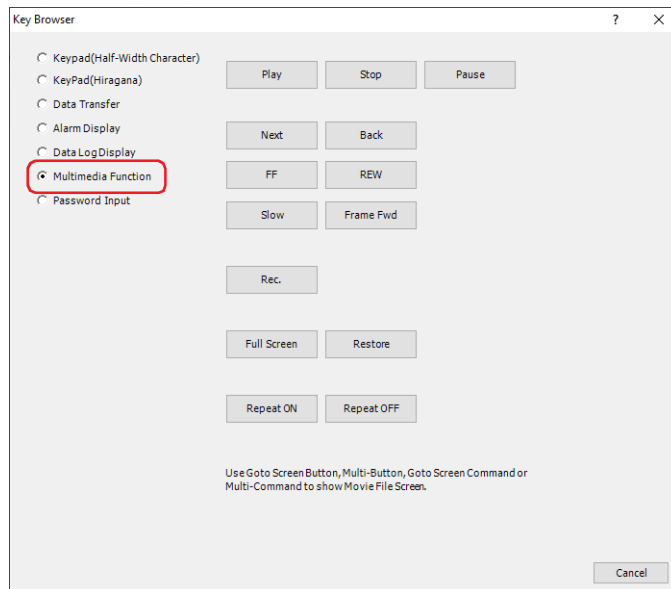 Key Browser
Keypad(Half-Width Character)
KeyPad(Hiragana)
Data Transfer
Alarm Display
Data Log Display
Multimedia Function
Password Input
Play Stop Pause
Next Back
FF REW
Slow Frame Fwd
Rec.
Full Screen Restore
Repeat ON Repeat OFF
Use Goto Screen Button, Multi-Button, Goto Screen Command or
Multi-Command to show Movie File Screen.
Cancel